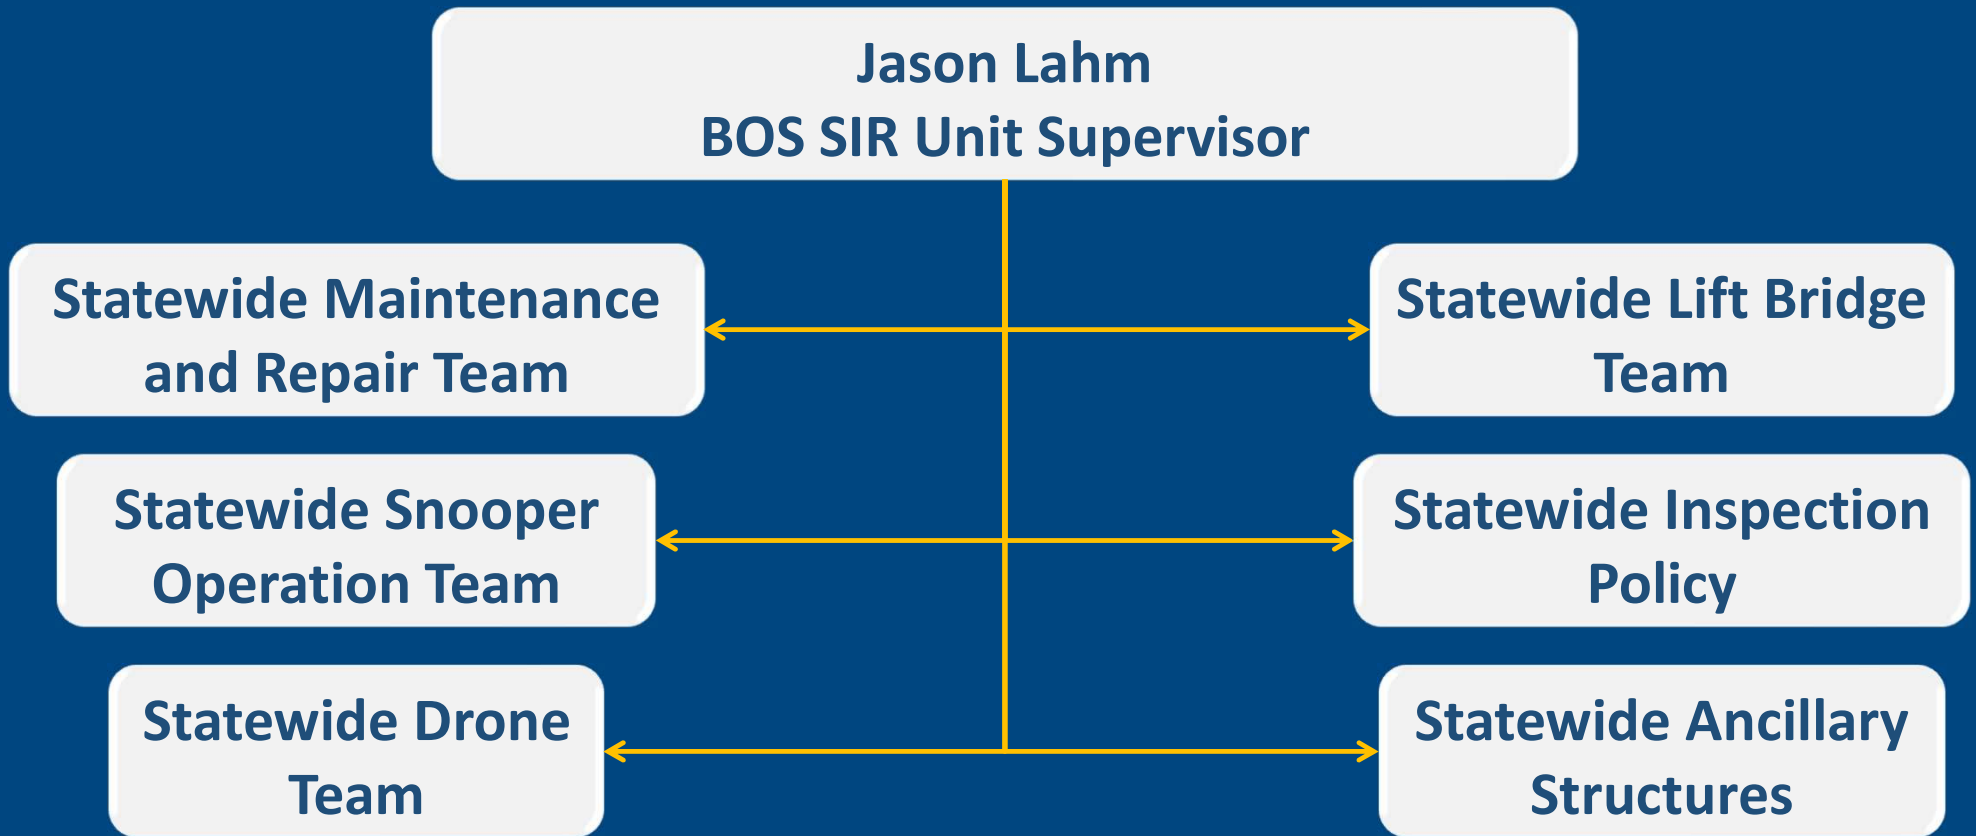 Jason Lahm
BOS SIR Unit Supervisor
Statewide Maintenance
and Repair Team
Statewide Lift Bridge
Team
Statewide Snooper
Operation Team
Statewide Inspection
Policy
Statewide Drone
Team
Statewide Ancillary
Structures